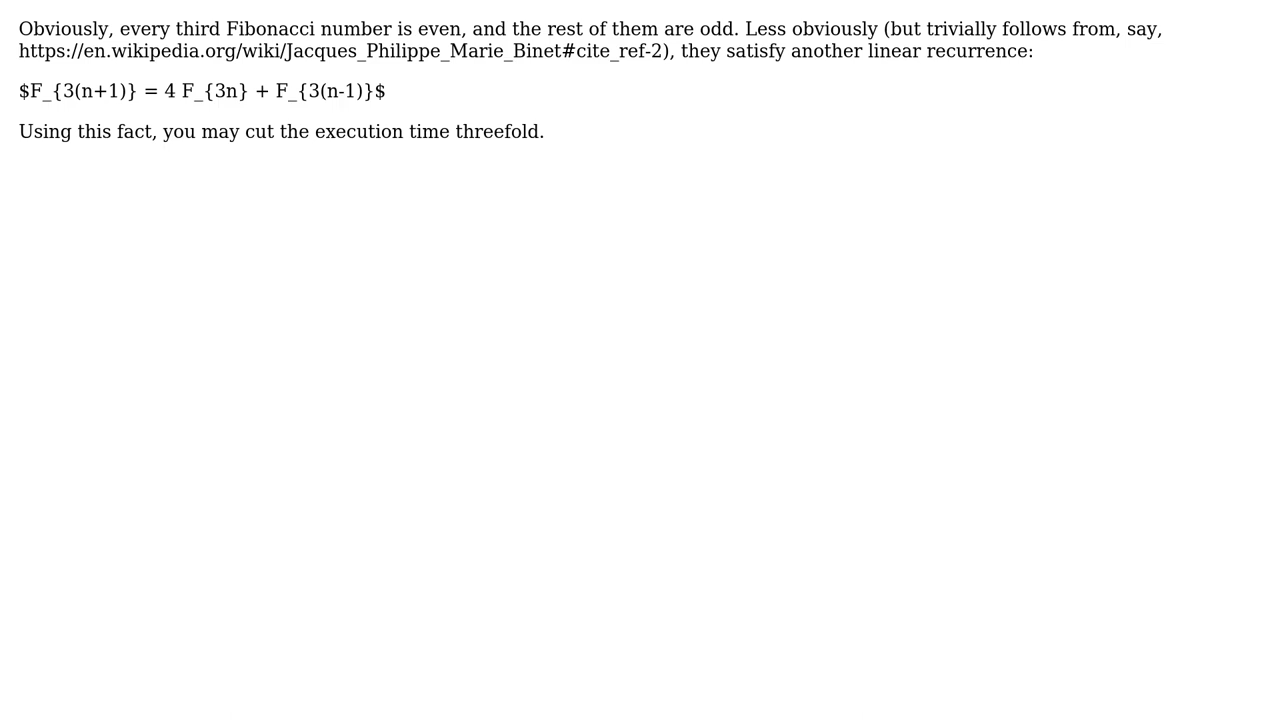 Obviously, every third Fibonacci number is even, and the rest of them are odd. Less obviously (but trivially follows from, say,
https://en.wikipedia.org/wiki/Jacques_Philippe_Marie_Binet#cite_ref-2), they satisfy another linear recurrence:
$F_{3(n+1)} = 4 F_{3n} + F_{3(n-1)}$
Using this fact, you may cut the execution time threefold.